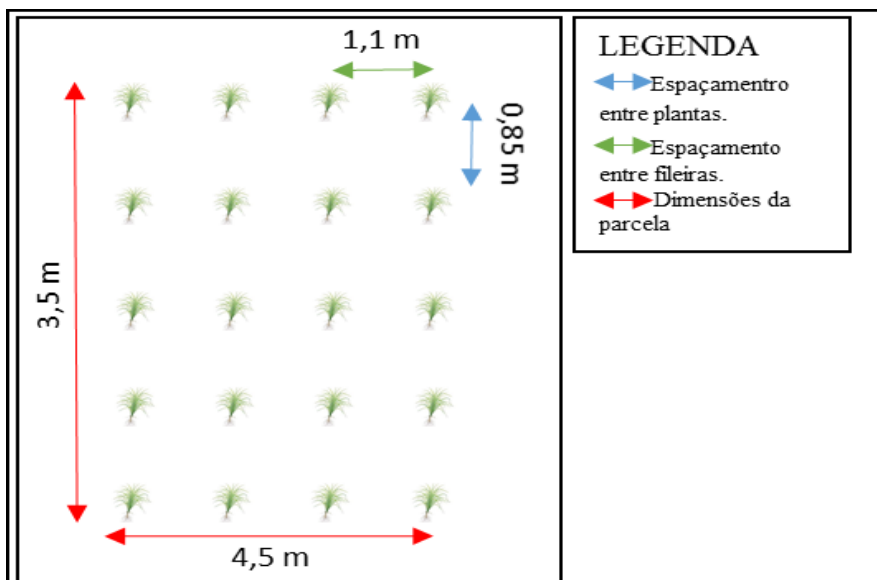 1,1 m
0,85 m
3,5 m
4,5 m
LEGENDA
Espaçamentro
entre plantas.
Espaçamento
entre fileiras.
Dimensões da
parcela